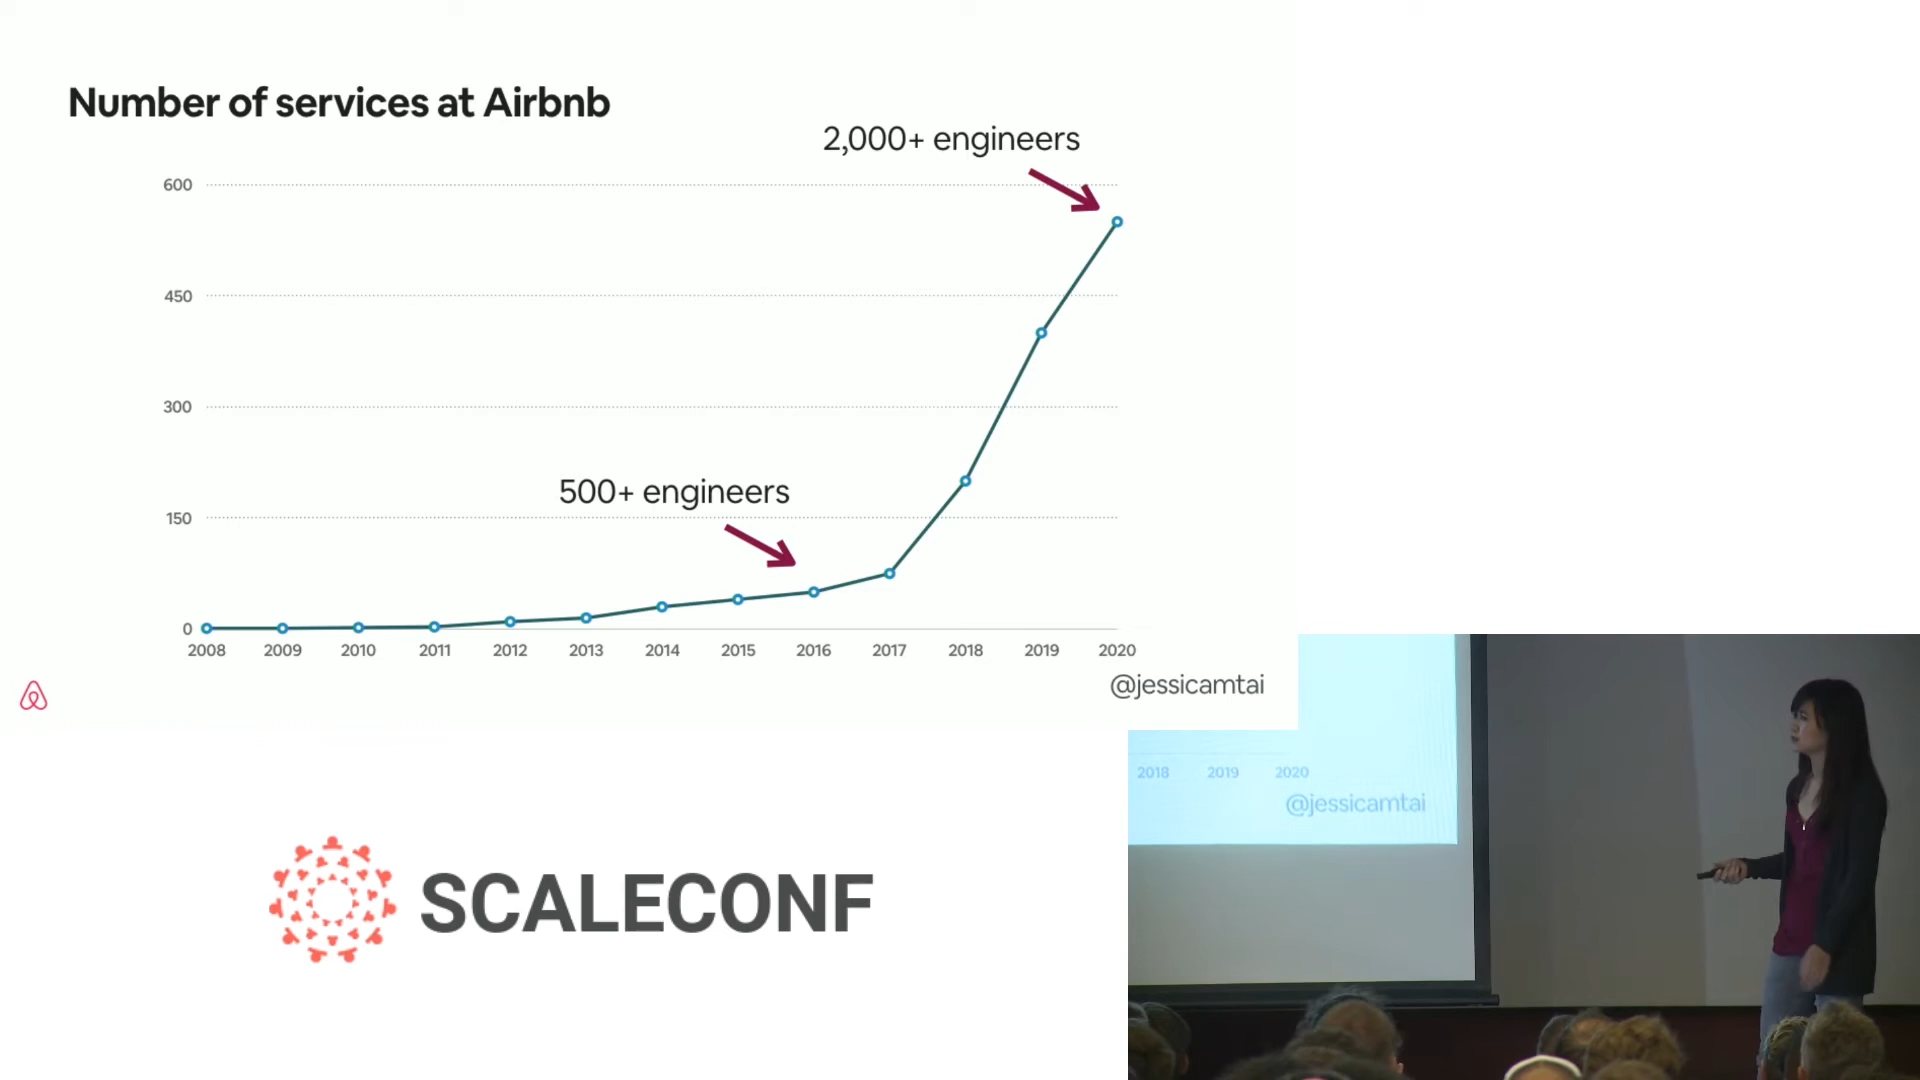 Number of services at Airbnb
2,000+ engineers
600
450
300
500+ engineers
150
0
2008 2009 2010 2011 2012 2013 2014 2015 2016 2017 2018 2019 2020
@jessicamtai
2018 2019 2020
@jessicamtai
SCALECONF